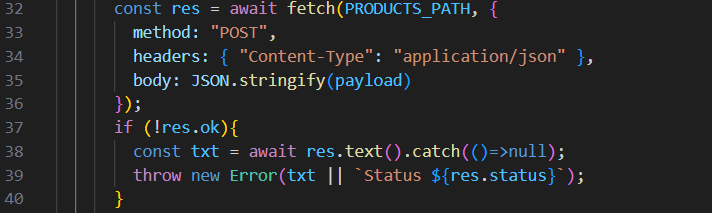 32 const res = await fetch(PRODUCTS_PATH, {
33 method: "POST",
34 headers: { "Content-Type": "application/json" },
35 body: JSON.stringify(payload)
36 });
37 if (!res.ok){
38 const txt = await res.text().catch(()=>null);
39 throw new Error(txt || `Status ${res.status}`);
40 }